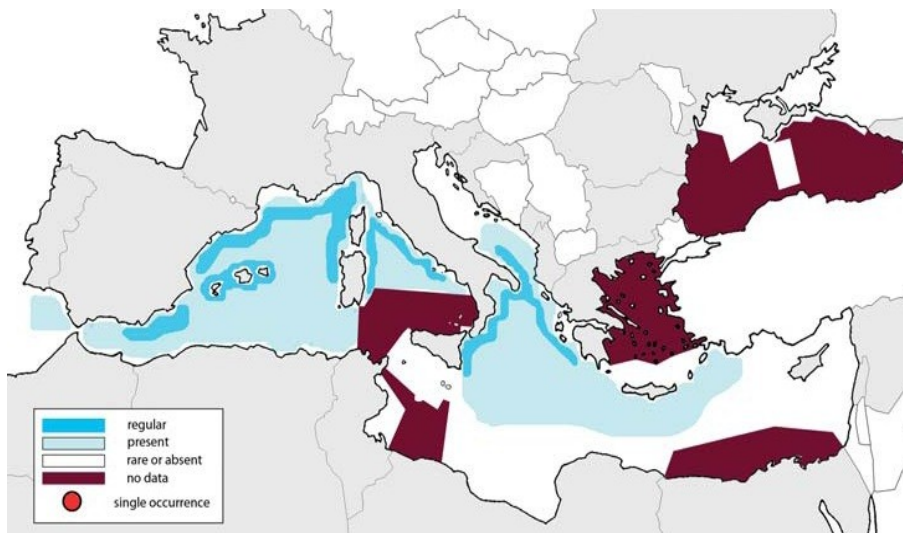 regular
present
rare or absent
no data
single occurrence